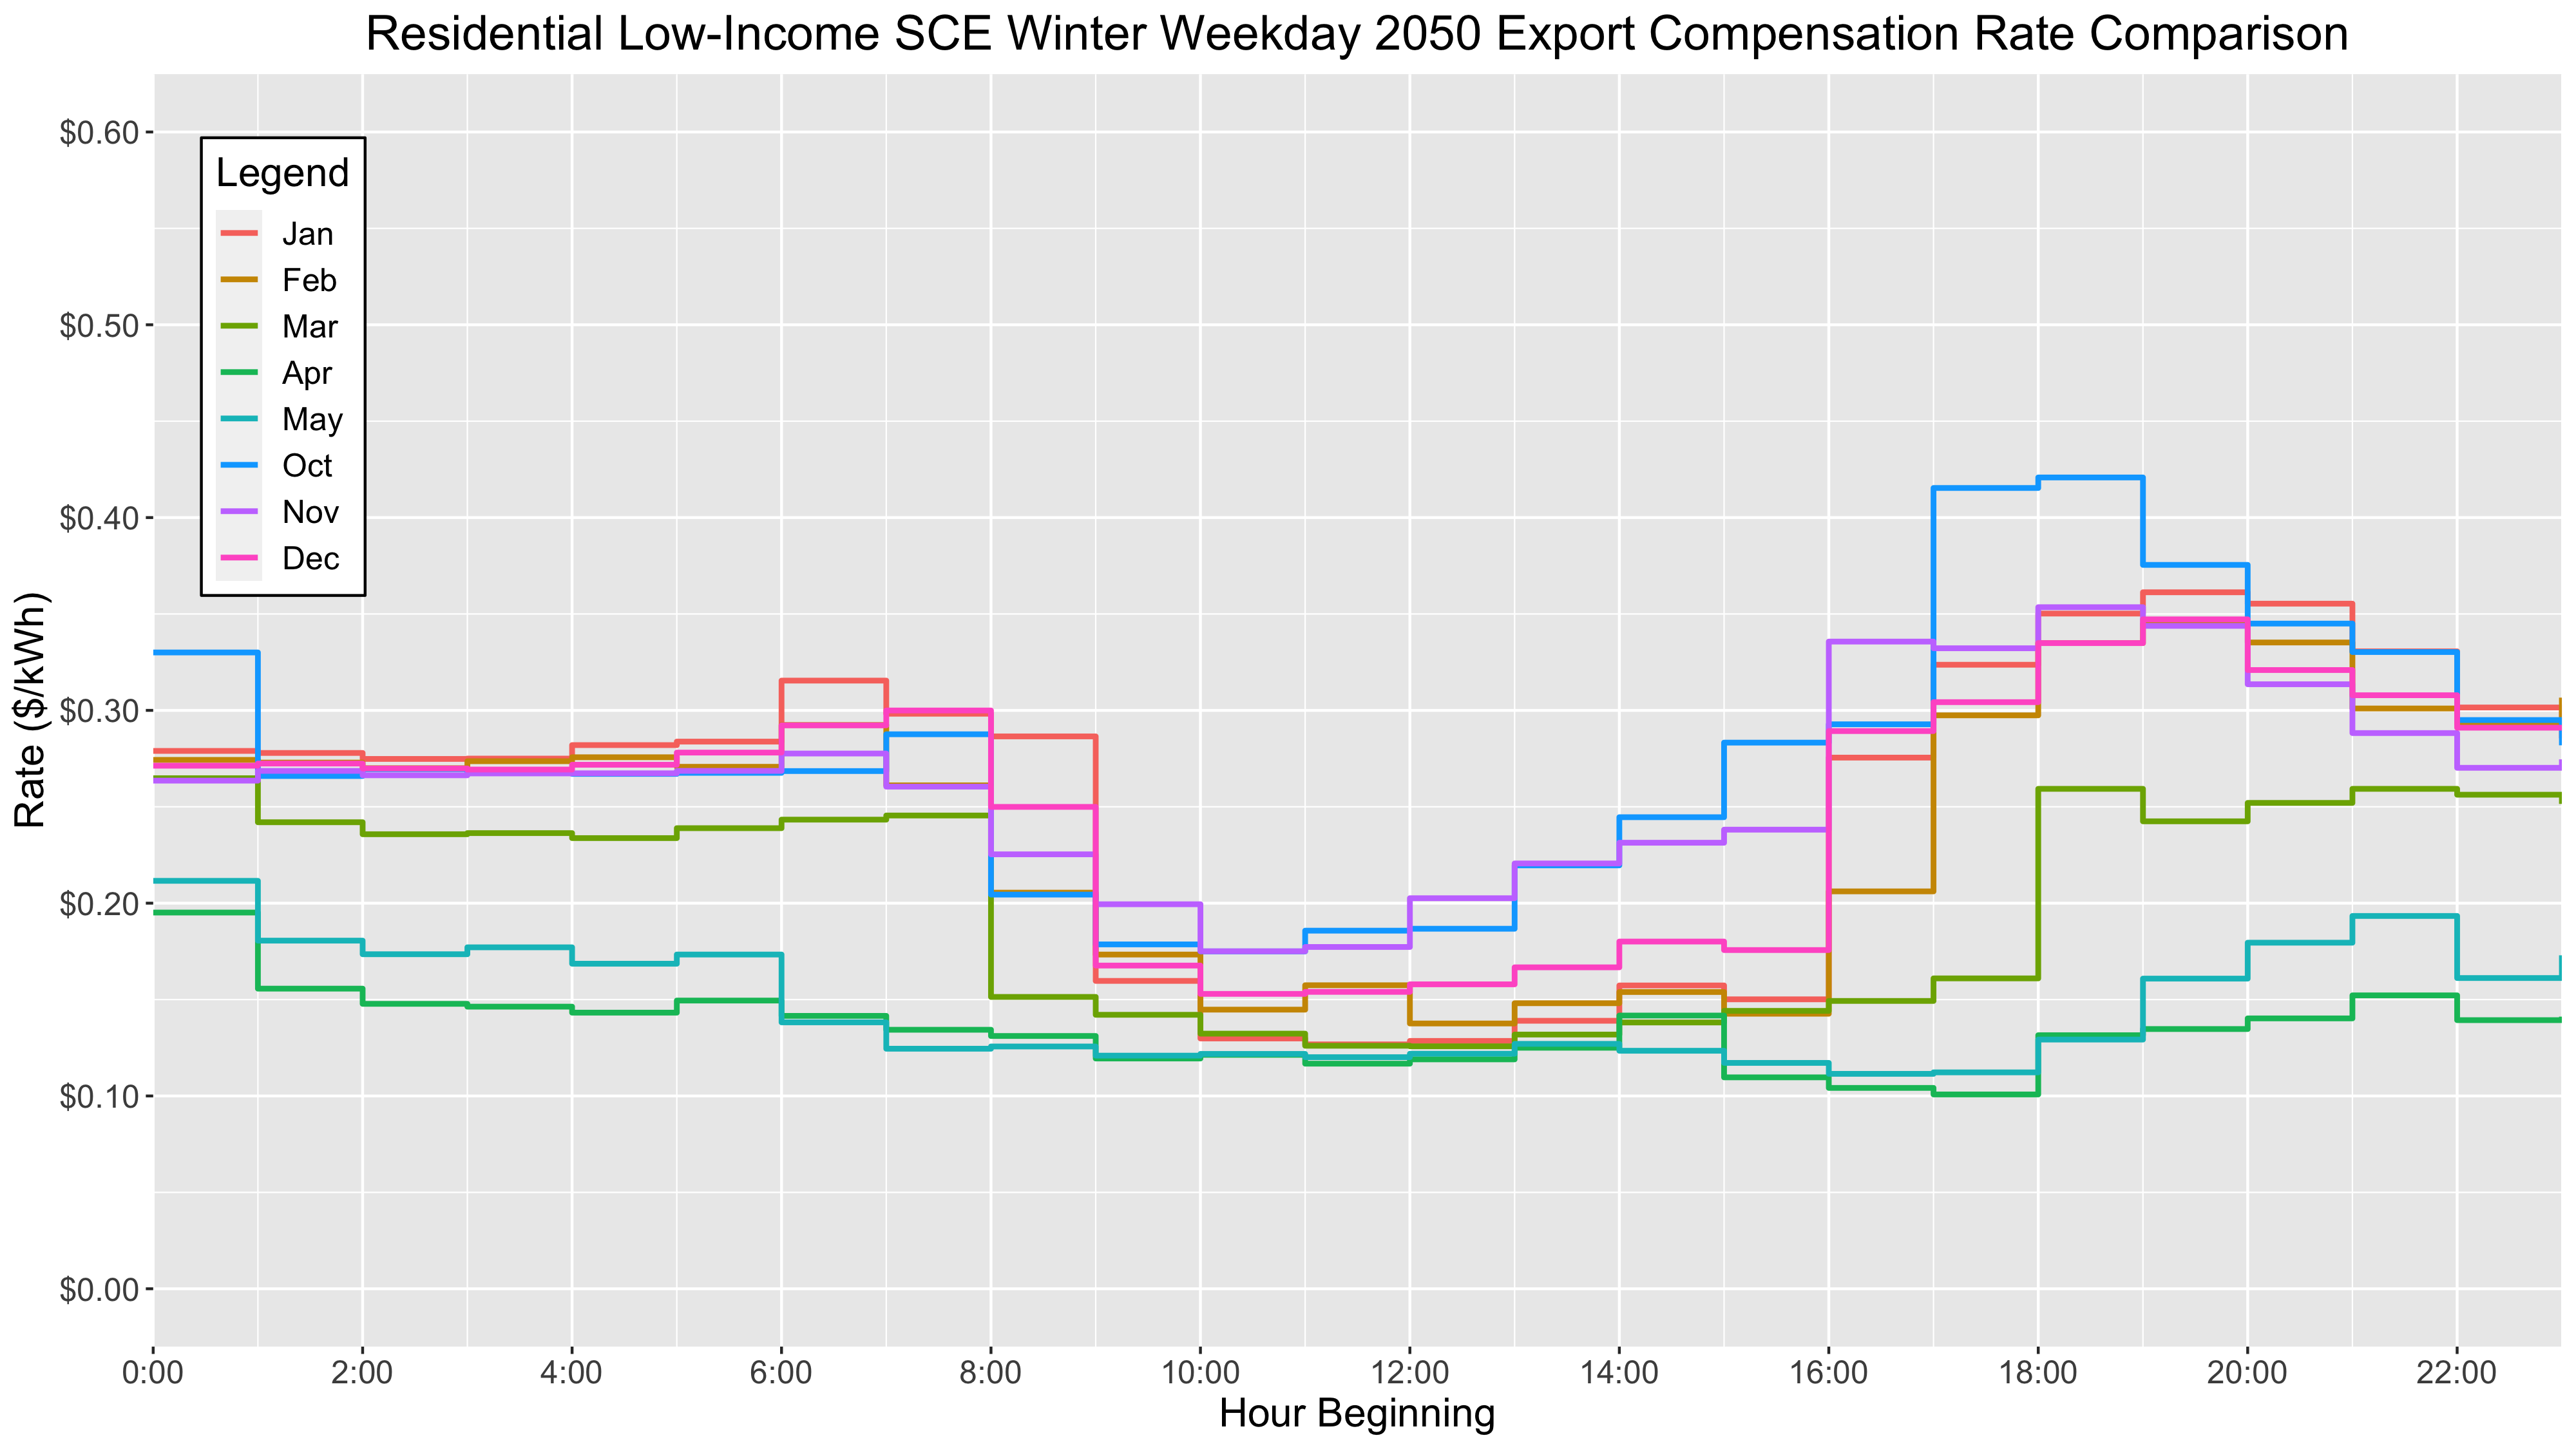 Residential Low-Income SCE Winter Weekday 2050 Export Compensation Rate Comparison
Rate ($/kWh)
$0.60
$0.50
$0.40
$0.30
$0.20
$0.10
$0.00
Legend
Jan
Feb
Mar
Apr
May
Oct
Nov
Dec
0:00 2:00 4:00 6:00 8:00 10:00 12:00 14:00 16:00 18:00 20:00 22:00
Hour Beginning